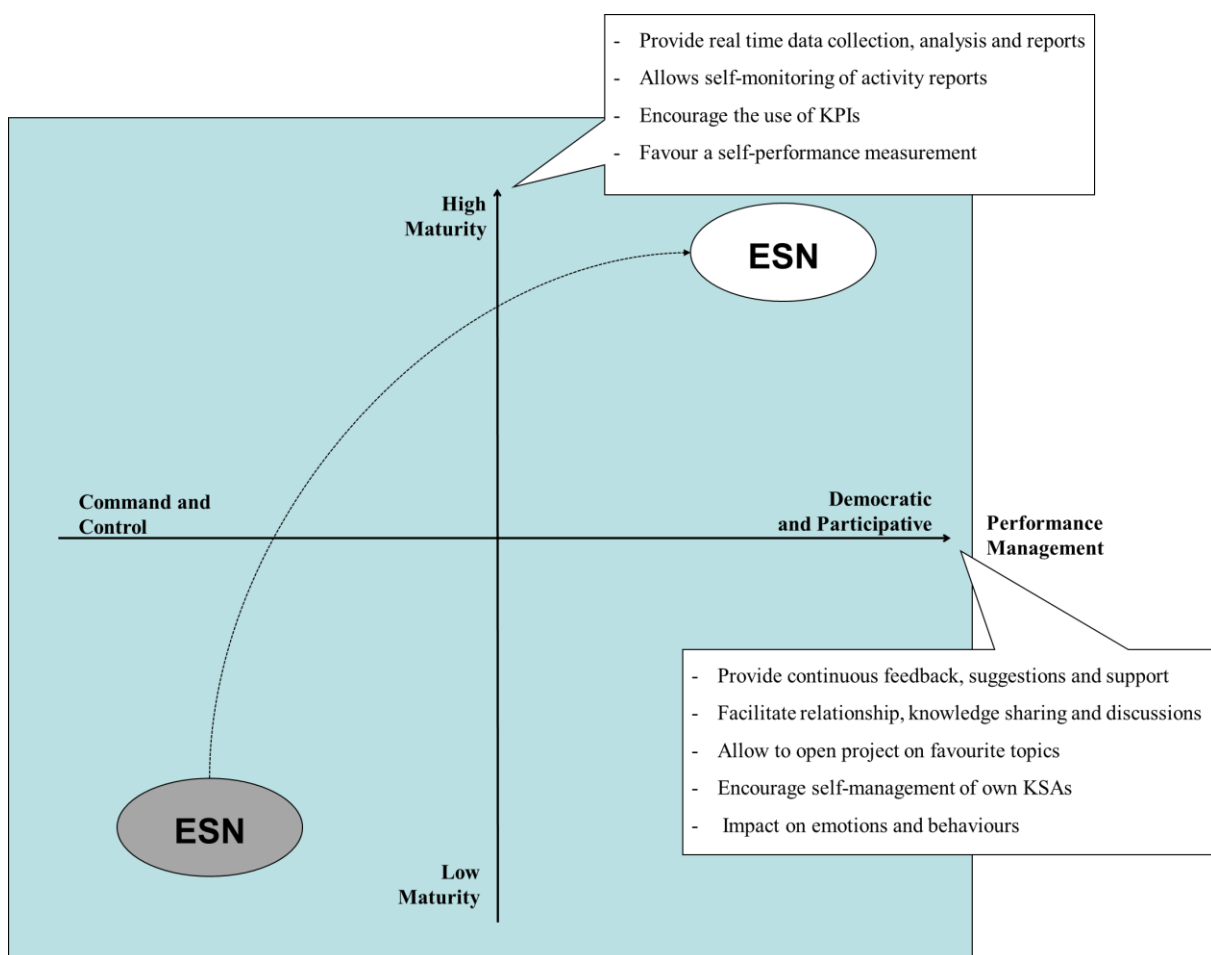 - Provide real time data collection, analysis and reports
- Allows self-monitoring of activity reports
- Encourage the use of KPIs
- Favour a self-performance measurement
High
Maturity
ESN
Command and
Control
Democratic
and Participative
Performance
Management
- Provide continuous feedback, suggestions and support
- Facilitate relationship, knowledge sharing and discussions
- Allow to open project on favourite topics
- Encourage self-management of own KSAs
- Impact on emotions and behaviours
ESN
Low
Maturity